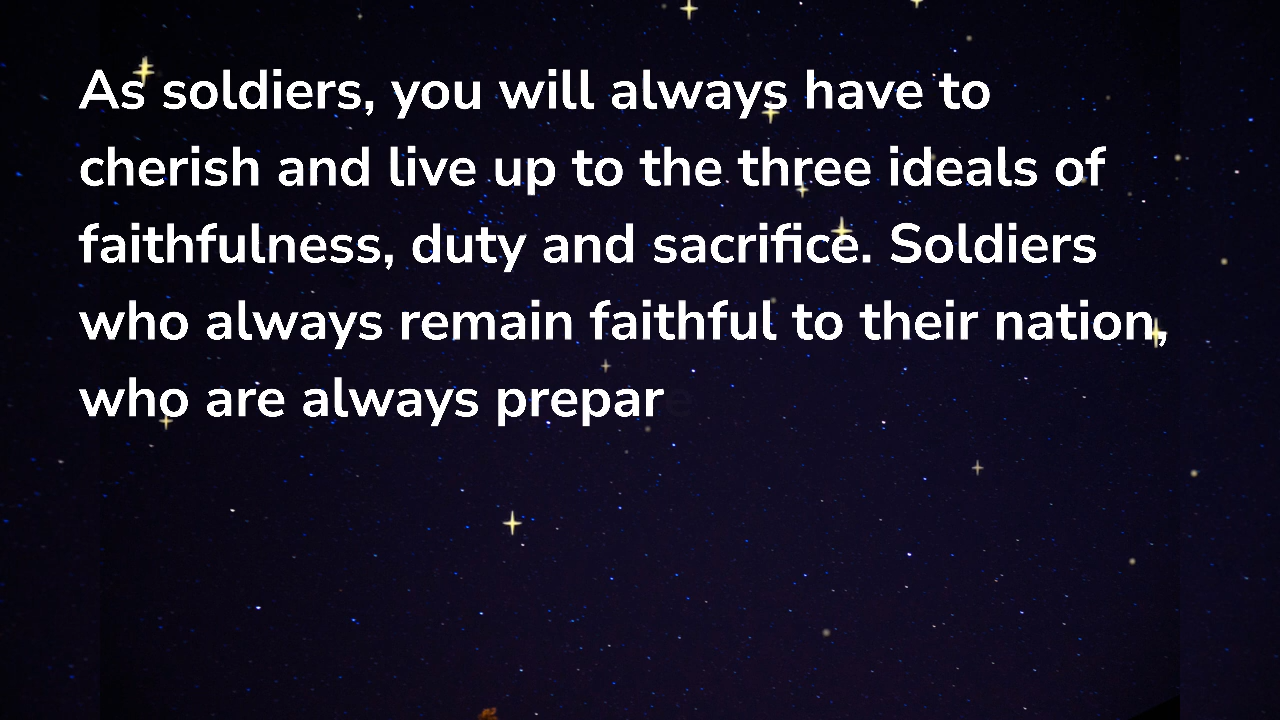 As soldiers, you will always have to
cherish and live up to the three ideals of
faithfulness, duty and sacrifice. Soldiers
who always remain faithful to their nation,
who are always prepare